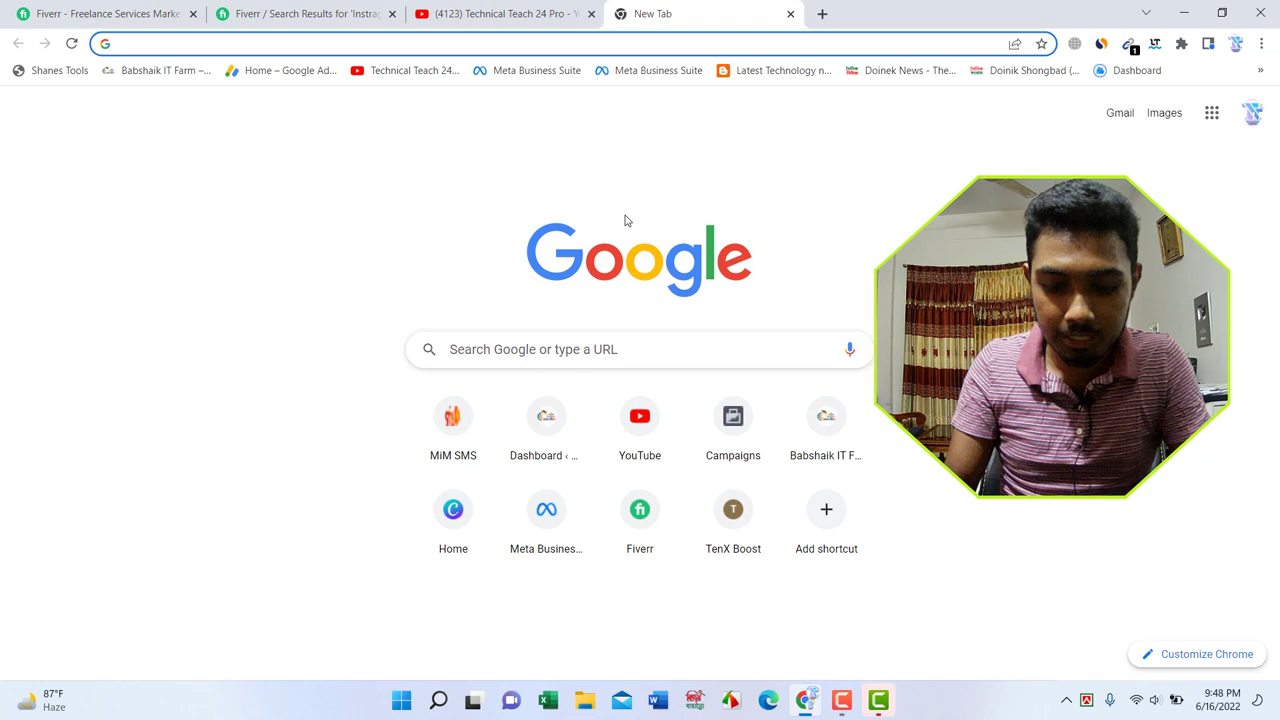 Fiverr - Freelance Services Marke
Fiverr / Search Results for 'Instrag
(4123) Technical Teach 24 Pro - Y
New Tab
1
Shanes Tools
Babshaik IT Farm –...
Home – Google Ad...
Technical Teach 24...
Meta Business Suite
Meta Business Suite
Latest Technology n...
Doinek News - The...
Doinik Shongbad (...
Dashboard
»
Gmail
Images
Google
Search Google or type a URL
MiM SMS
Dashboard ‹ ...
YouTube
Campaigns
Babshaik IT F...
Home
Meta Busines...
Fiverr
TenX Boost
Add shortcut
Customize Chrome
87°F
Haze
9:48 PM
6/16/2022